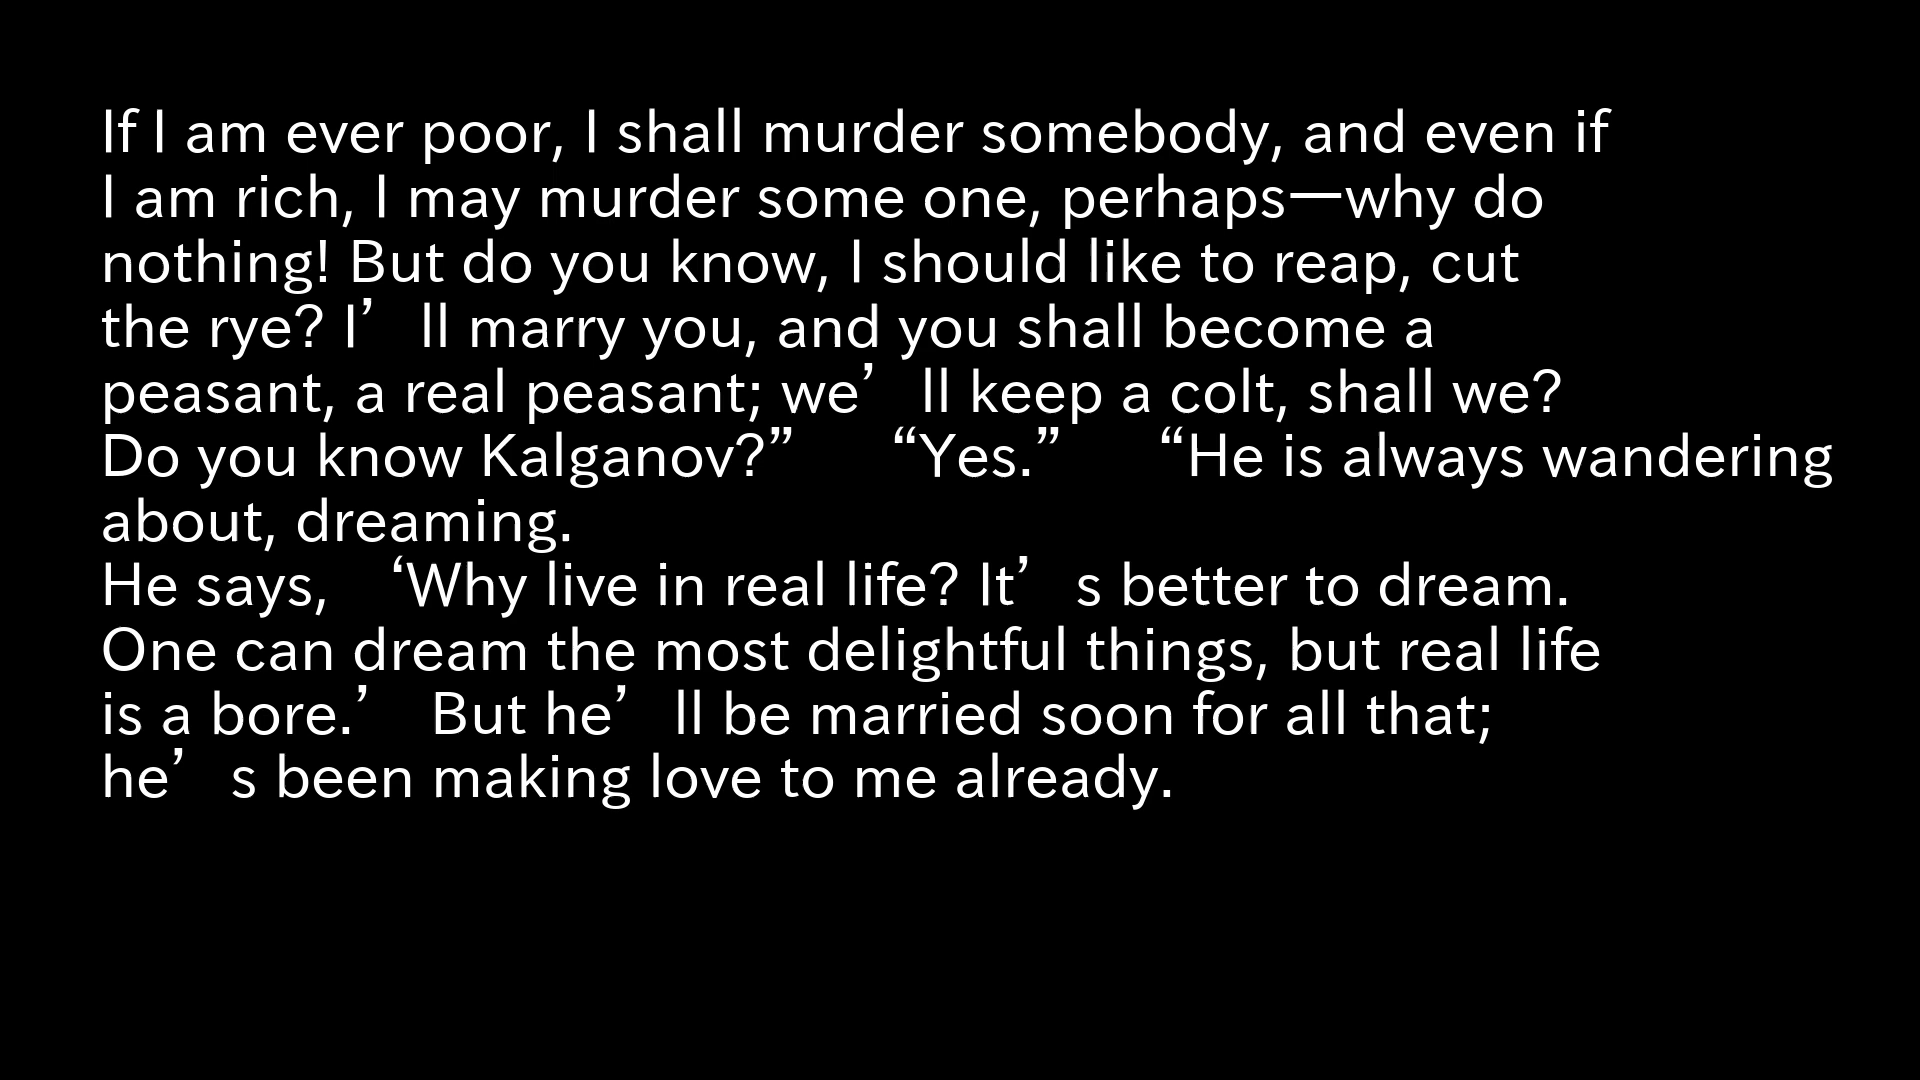 If I am ever poor, I shall murder somebody, and even if
I am rich, I may murder some one, perhaps—why do
nothing! But do you know, I should like to reap, cut
the rye? I’ll marry you, and you shall become a
peasant, a real peasant; we’ll keep a colt, shall we?
Do you know Kalganov?” “Yes.” “He is always wandering
about, dreaming.
He says, ‘Why live in real life? It’s better to dream.
One can dream the most delightful things, but real life
is a bore.’ But he’ll be married soon for all that;
he’s been making love to me already.